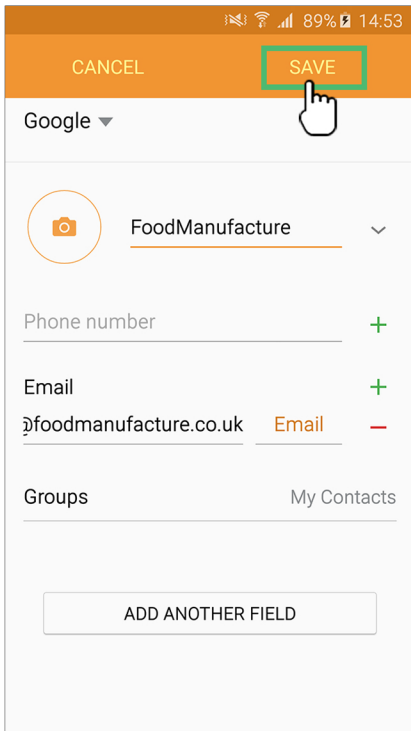 89% 14:53
CANCEL SAVE
Google
FoodManufacture
Phone number
Email
@foodmanufacture.co.uk Email
Groups My Contacts
ADD ANOTHER FIELD